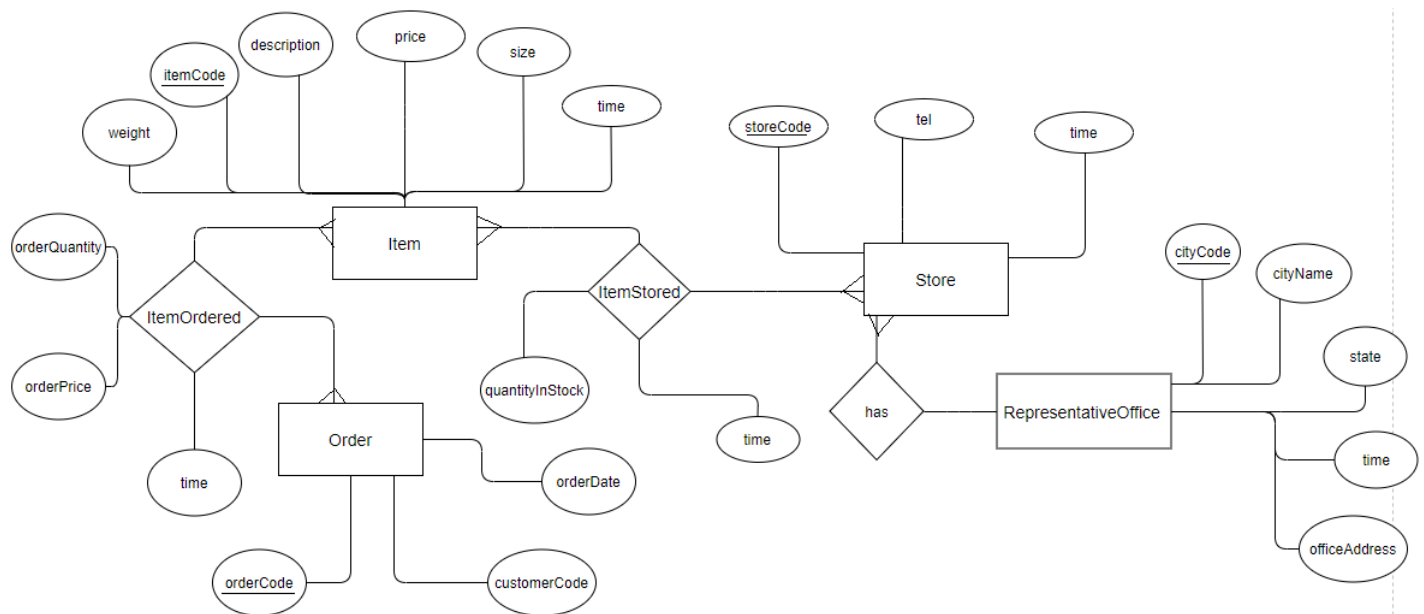 price
description
size
itemCode
time
weight
storeCode
tel
time
Item
orderQuantity
cityCode
cityName
Store
ItemStored
ItemOrdered
state
orderPrice
quantityInStock
has
RepresentativeOffice
Order
time
time
time
orderDate
officeAddress
orderCode
customerCode